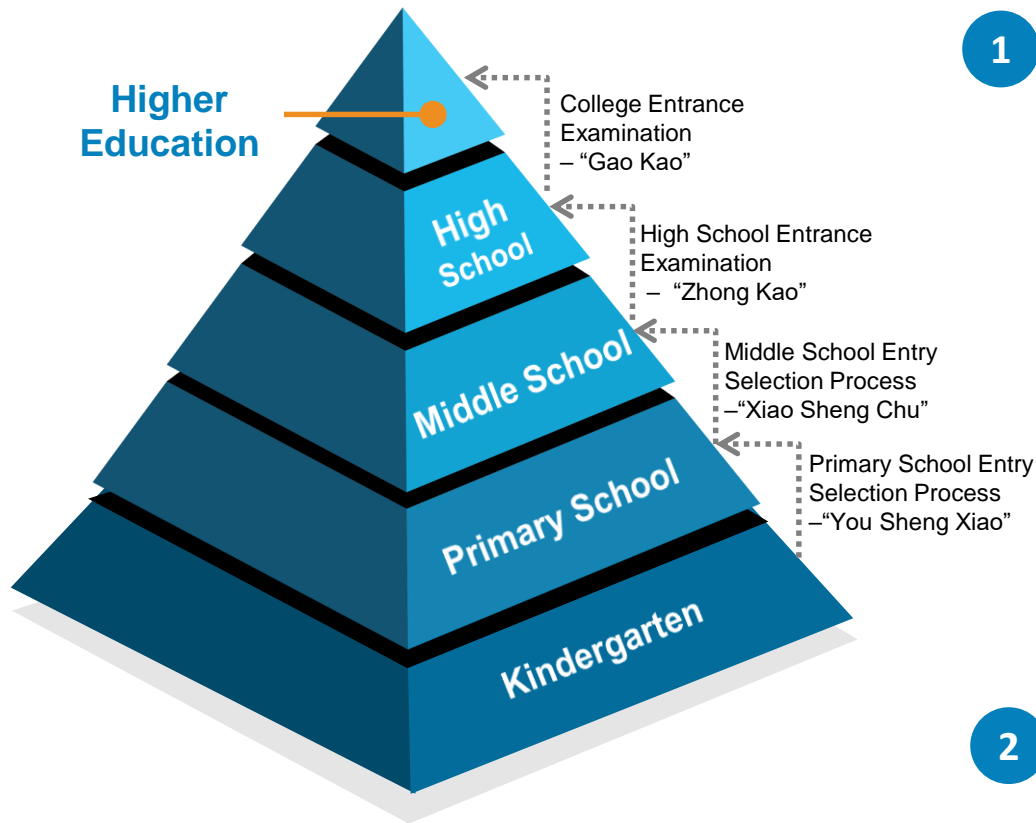 1
Higher
Education
College Entrance
Examination
– “Gao Kao”
High
School
High School Entrance
Examination
– “Zhong Kao”
Middle School
Middle School Entry
Selection Process
–“Xiao Sheng Chu”
Primary School
Primary School Entry
Selection Process
–“You Sheng Xiao”
Kindergarten
2